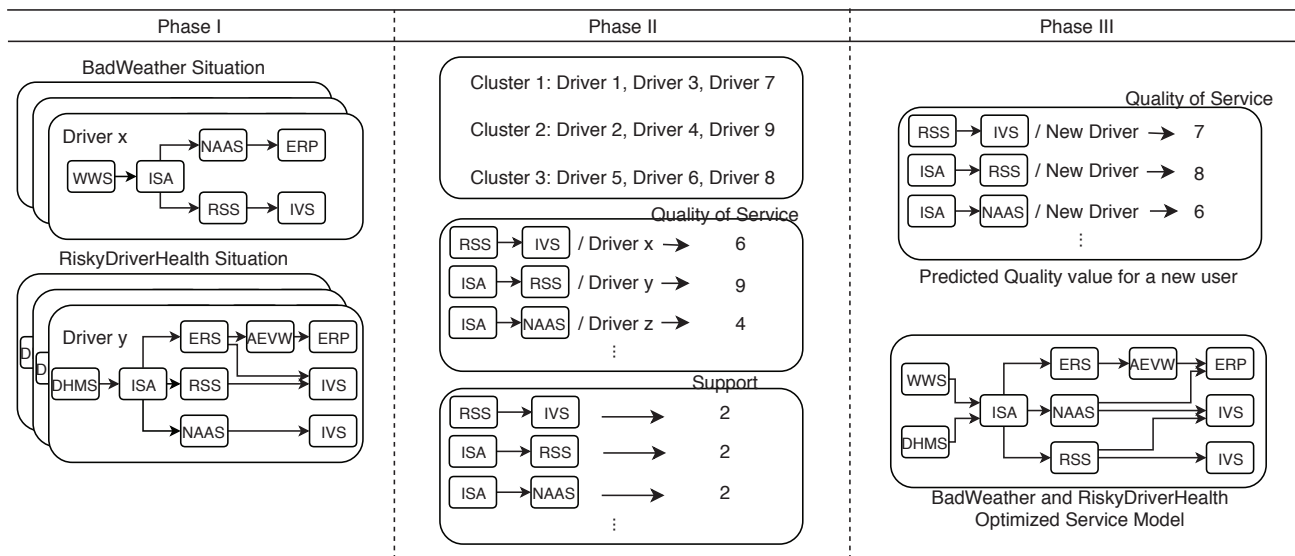 Phase I
Phase II
Phase III
BadWeather Situation
Driver x
WWS
ISA
NAAS
ERP
RSS
IVS
RiskyDriverHealth Situation
D
D
Driver y
DHMS
ISA
ERS
AEVW
ERP
RSS
IVS
NAAS
IVS
Cluster 1: Driver 1, Driver 3, Driver 7
Cluster 2: Driver 2, Driver 4, Driver 9
Cluster 3: Driver 5, Driver 6, Driver 8
Quality of Service
RSS IVS / Driver x 6
ISA RSS / Driver y 9
ISA NAAS / Driver z 4
...
Support
RSS IVS 2
ISA RSS 2
ISA NAAS 2
...
Quality of Service
RSS IVS / New Driver 7
ISA RSS / New Driver 8
ISA NAAS / New Driver 6
...
Predicted Quality value for a new user
WWS
DHMS
ISA
ERS
AEVW
ERP
NAAS
IVS
RSS
IVS
BadWeather and RiskyDriverHealth
Optimized Service Model